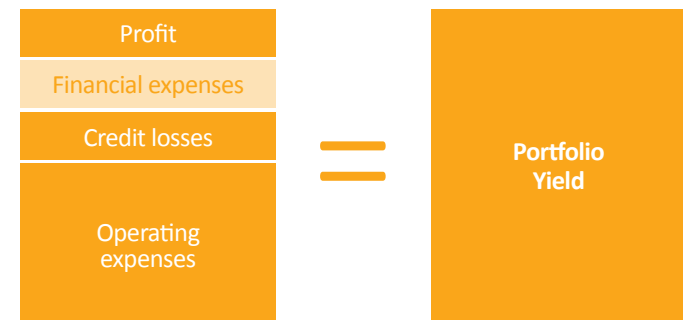 Profit
Financial expenses
Credit losses
Operating
expenses
=
Portfolio
Yield